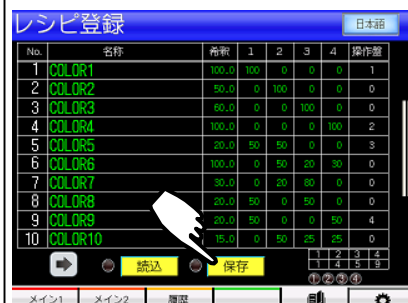 レシピ登録 日本語
No. 名称 希釈 1 2 3 4 操作盤
1 COLOR1 100.0 100 0 0 0 1
2 COLOR2 50.0 0 100 0 0 0
3 COLOR3 60.0 0 0 100 0 0
4 COLOR4 100.0 0 0 0 100 2
5 COLOR5 20.0 50 50 0 0 3
6 COLOR6 100.0 0 50 20 30 0
7 COLOR7 30.0 0 20 80 0 0
8 COLOR8 20.0 50 0 50 0 0
9 COLOR9 20.0 50 0 0 50 4
10 COLOR10 15.0 0 50 25 25 0
読込 保存
1 2 3 4
1 4 5 9
① ② ③ ④
メイン1 メイン2 履歴